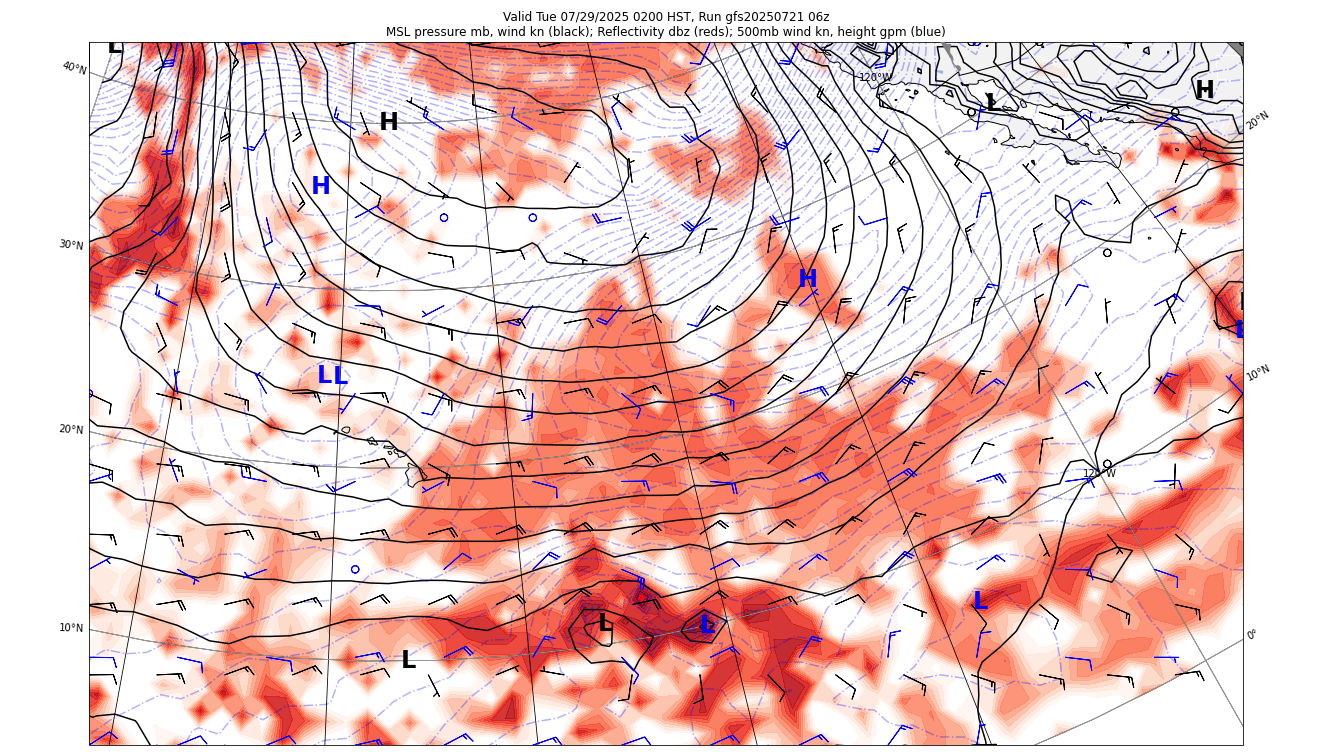 Valid Tue 07/29/2025 0200 HST, Run gfs20250721 06z
MSL pressure mb, wind kn (black); Reflectivity dbz (reds); 500mb wind kn, height gpm (blue)
L
40°N
120°W
H
L
H
20°N
H
30°N
H
L
L
LL
10°N
20°N
120°W
L
10°N
L
L
0°
L